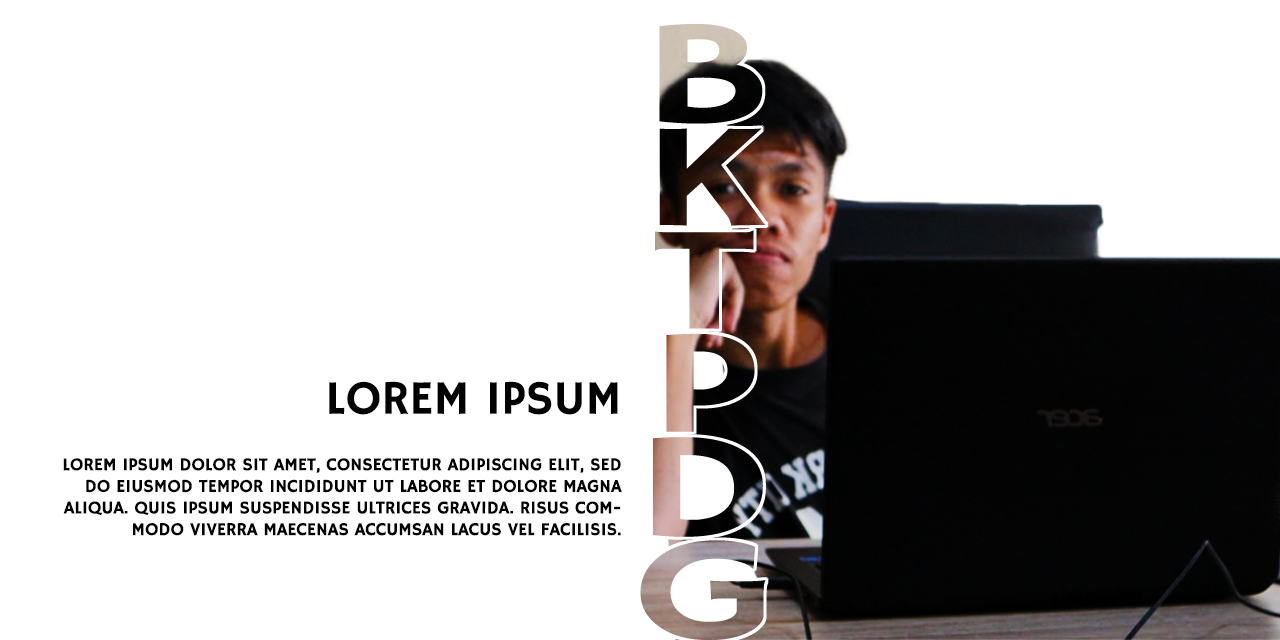 B
K
T
P
D
G
LOREM IPSUM
LOREM IPSUM DOLOR SIT AMET, CONSECTETUR ADIPISCING ELIT, SED
DO EIUSMOD TEMPOR INCIDIDUNT UT LABORE ET DOLORE MAGNA
ALIQUA. QUIS IPSUM SUSPENDISSE ULTRICES GRAVIDA. RISUS COM-
MODO VIVERRA MAECENAS ACCUMSAN LACUS VEL FACILISIS.
acer